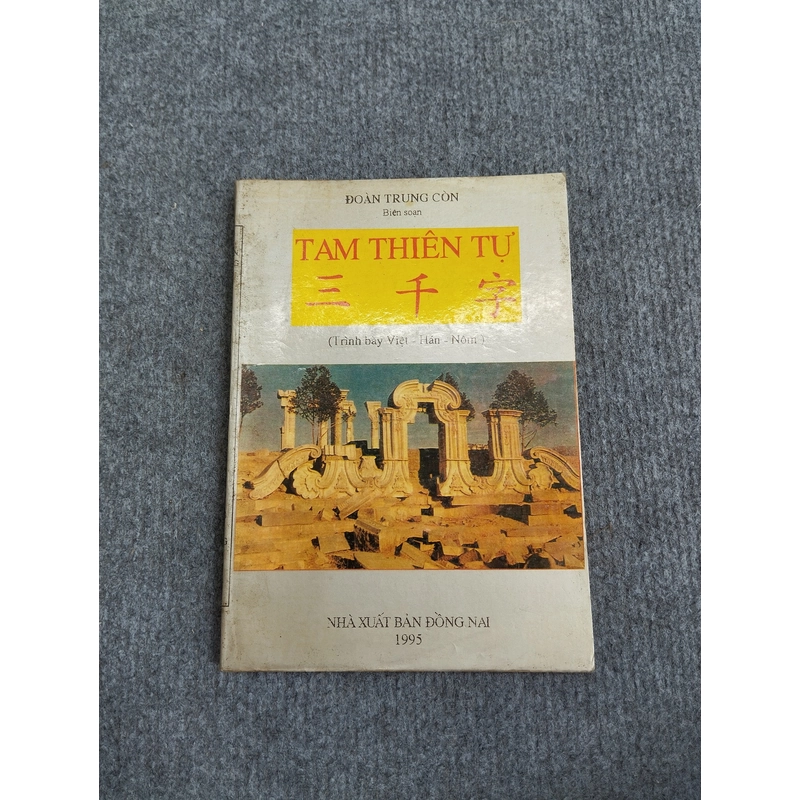 ĐOÀN TRUNG CÒN
Biên soạn
TAM THIÊN TỰ
三 千 字
(Trình bày Việt - Hán - Nôm)
NHÀ XUẤT BẢN ĐỒNG NAI
1995